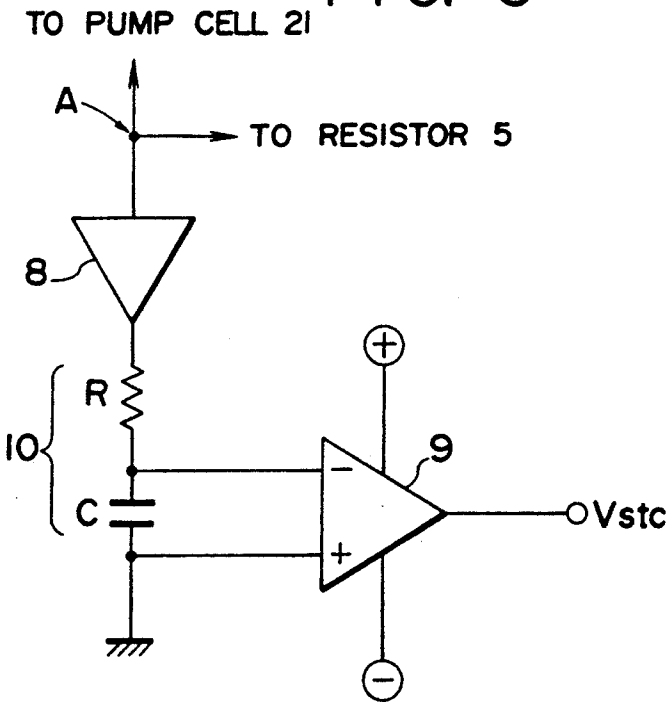 TO PUMP CELL 21
A
TO RESISTOR 5
8
+
R
10
9
−
C
Vstc
+
−